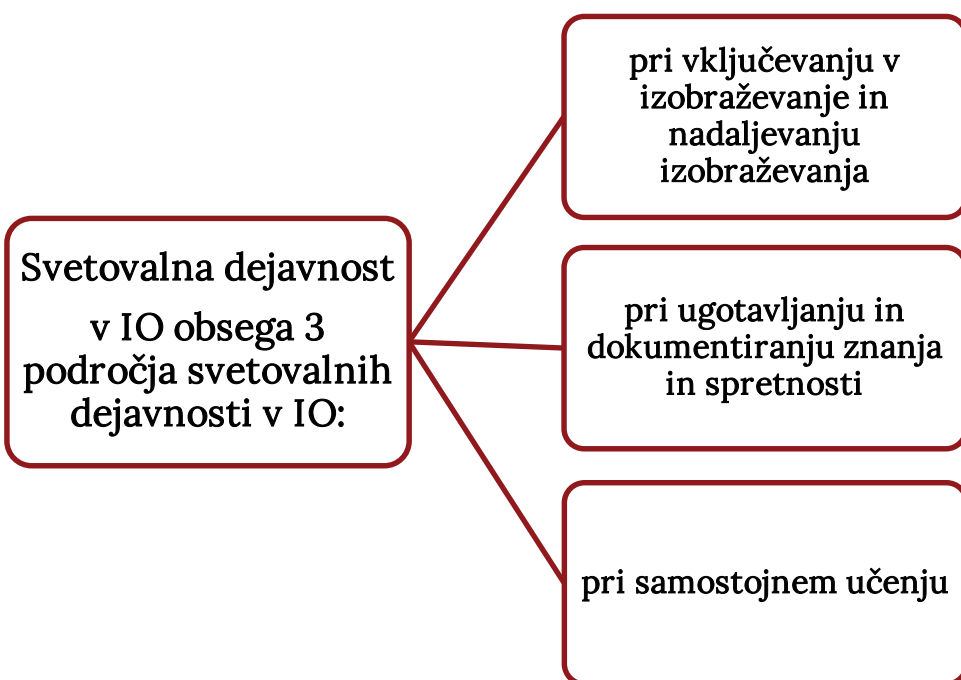 Svetovalna dejavnost
v IO obsega 3
področja svetovalnih
dejavnosti v IO:
pri vključevanju v
izobraževanje in
nadaljevanju
izobraževanja
pri ugotavljanju in
dokumentiranju znanja
in spretnosti
pri samostojnem učenju